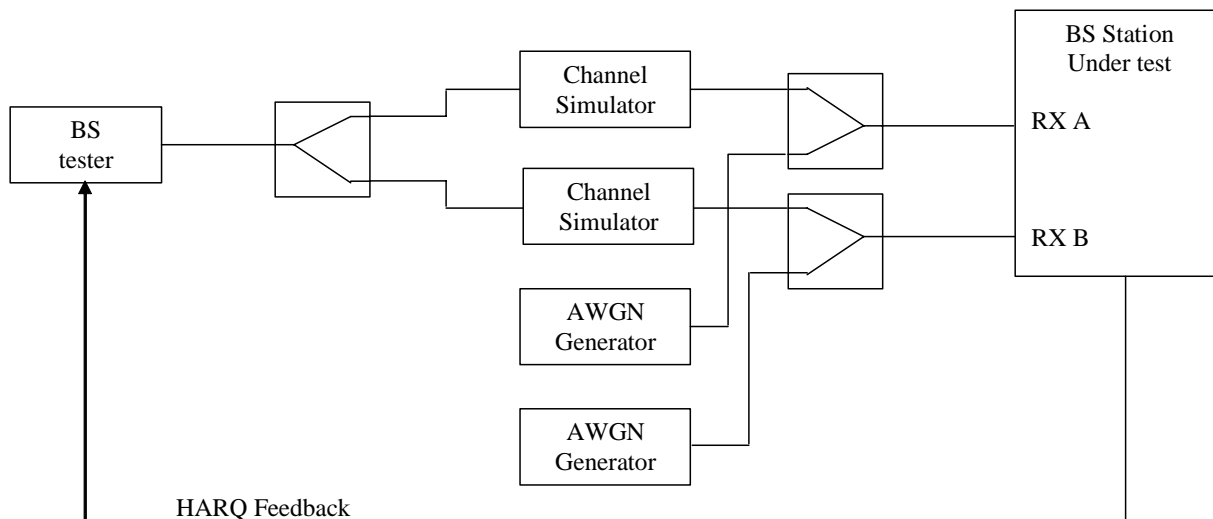 BS Station
Under test
Channel
Simulator
BS
tester
RX A
Channel
Simulator
RX B
AWGN
Generator
AWGN
Generator
HARQ Feedback